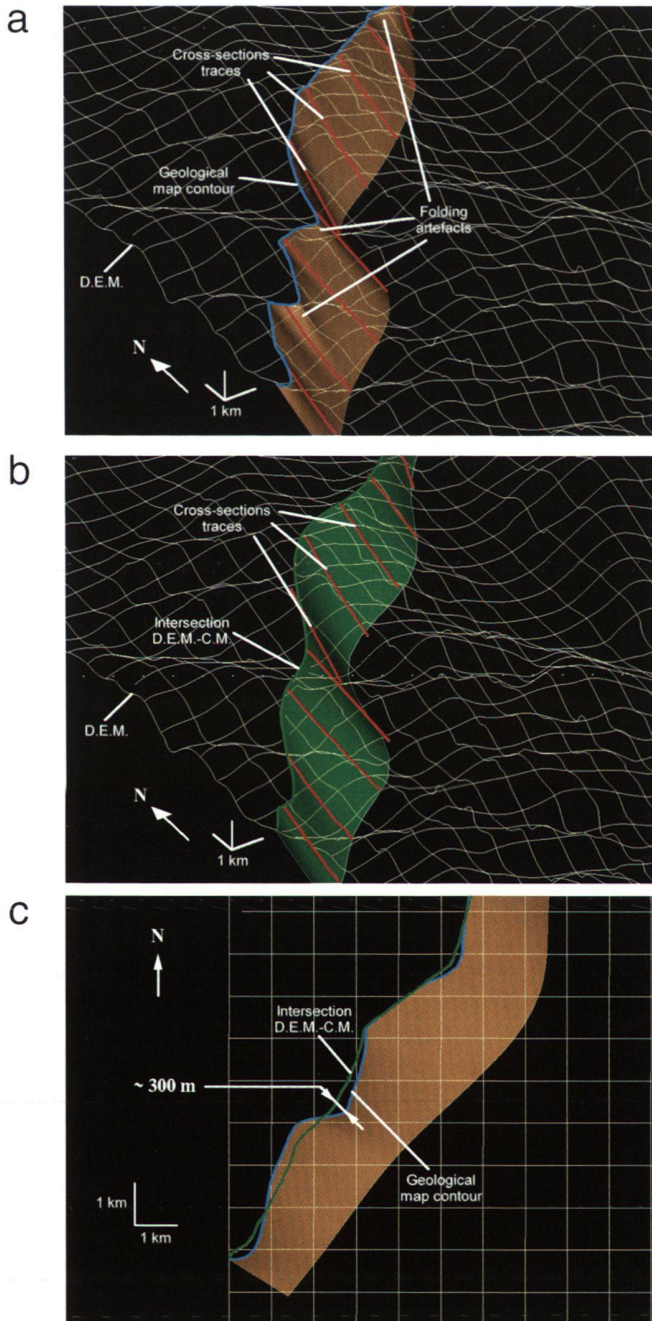 a
Cross-sections
traces
Geological
map contour
Folding
artefacts
D.E.M.
N
1 km
b
Cross-sections
traces
Intersection
D.E.M.-C.M.
D.E.M.
N
1 km
c
N
Intersection
D.E.M.-C.M.
~ 300 m
Geological
map contour
1 km
1 km